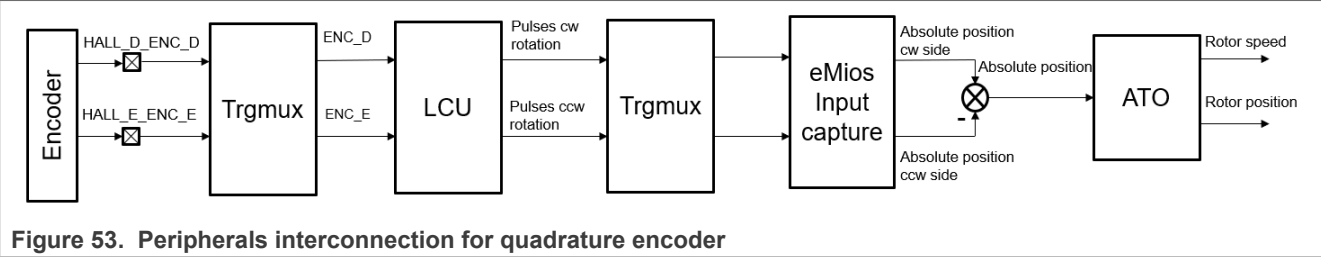 Encoder
HALL_D_ENC_D
HALL_E_ENC_E
Trgmux
ENC_D
ENC_E
LCU
Pulses cw
rotation
Pulses ccw
rotation
Trgmux
eMios
Input
capture
Absolute position
cw side
Absolute position
ccw side
Absolute position
-
ATO
Rotor speed
Rotor position
Figure 53. Peripherals interconnection for quadrature encoder